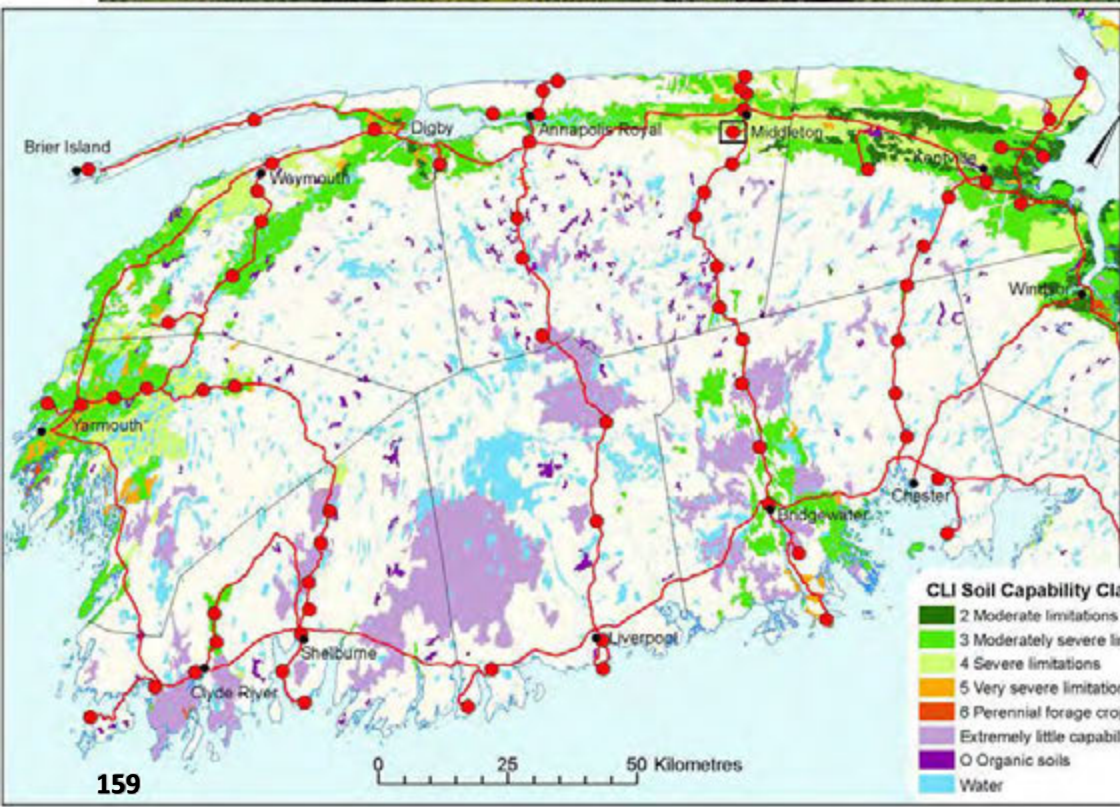 Digby
Annapolis Royal
Middleton
Brier Island
Kentville
Weymouth
Windsor
Yarmouth
Chester
Bridgewater
CLI Soil Capability Cla
2 Moderate limitations
3 Moderately severe li
4 Severe limitations
5 Very severe limitatio
6 Perennial forage cro
Extremely little capabil
O Organic soils
Water
Liverpool
Shelburne
Clyde River
0 25 50 Kilometres
159